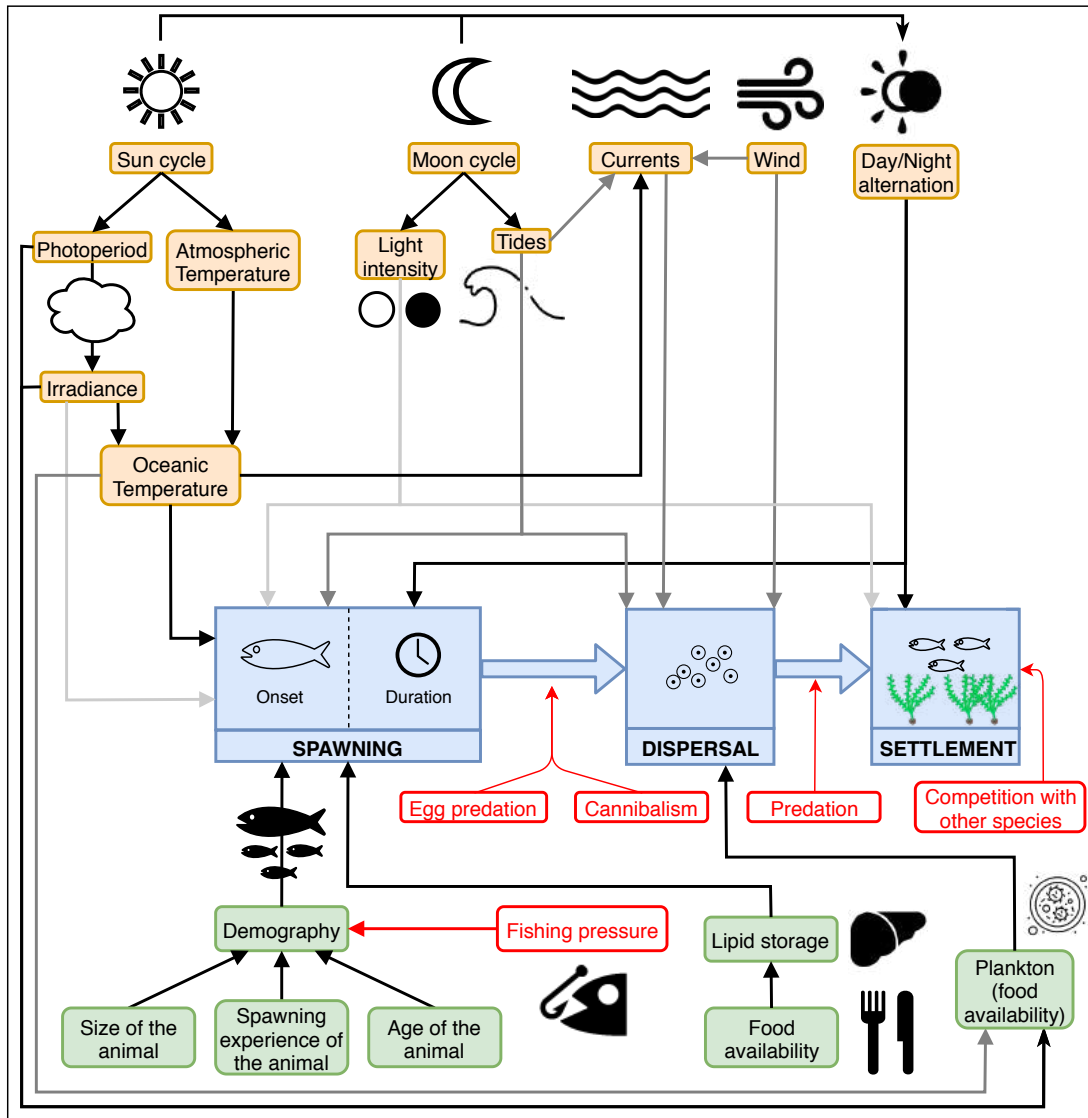 Sun cycle
Moon cycle
Currents
Wind
Day/Night
alternation
Photoperiod
Atmospheric
Temperature
Light
intensity
Tides
Irradiance
Oceanic
Temperature
Onset
Duration
SPAWNING
DISPERSAL
SETTLEMENT
Egg predation
Cannibalism
Predation
Competition with
other species
Demography
Fishing pressure
Lipid storage
Plankton
(food
availability)
Size of the
animal
Spawning
experience of
the animal
Age of the
animal
Food
availability